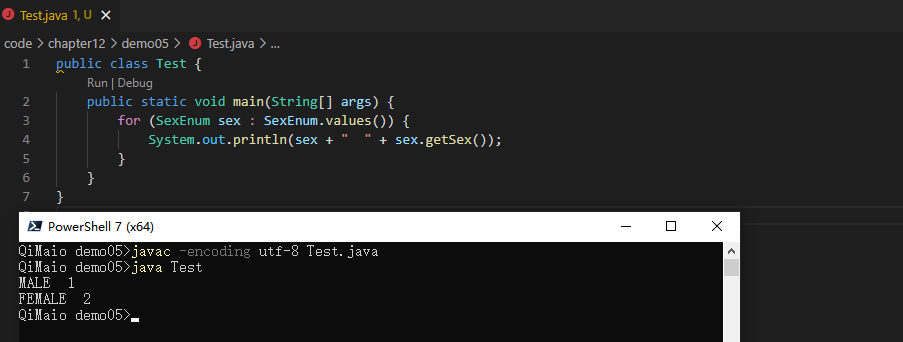 Test.java 1, U
code > chapter12 > demo05 > Test.java > ...
1 public class Test {
Run | Debug
2 public static void main(String[] args) {
3 for (SexEnum sex : SexEnum.values()) {
4 System.out.println(sex + "  " + sex.getSex());
5 }
6 }
7 }
PowerShell 7 (x64)
QiMaio demo05>javac -encoding utf-8 Test.java
QiMaio demo05>java Test
MALE  1
FEMALE  2
QiMaio demo05>